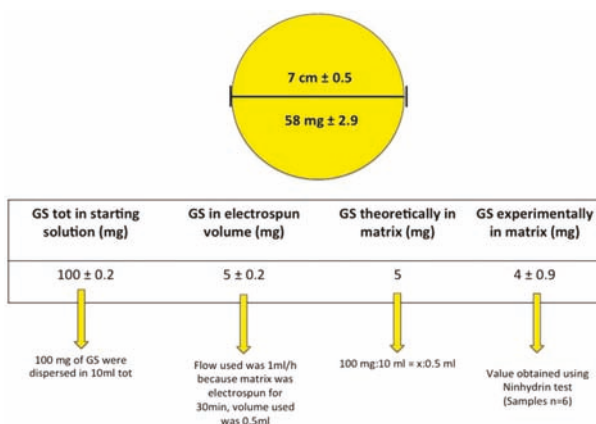 7 cm ± 0.5
58 mg ± 2.9
GS tot in starting
solution (mg)
GS in electrospun
volume (mg)
GS theoretically in
matrix (mg)
GS experimentally
in matrix (mg)
100 ± 0.2
5 ± 0.2
5
4 ± 0.9
100 mg of GS were
dispersed in 10ml tot
Flow used was 1ml/h
because matrix was
electrospun for
30min, volume used
was 0.5ml
100 mg:10 ml = x:0.5 ml
Value obtained using
Ninhydrin test
(Samples n=6)